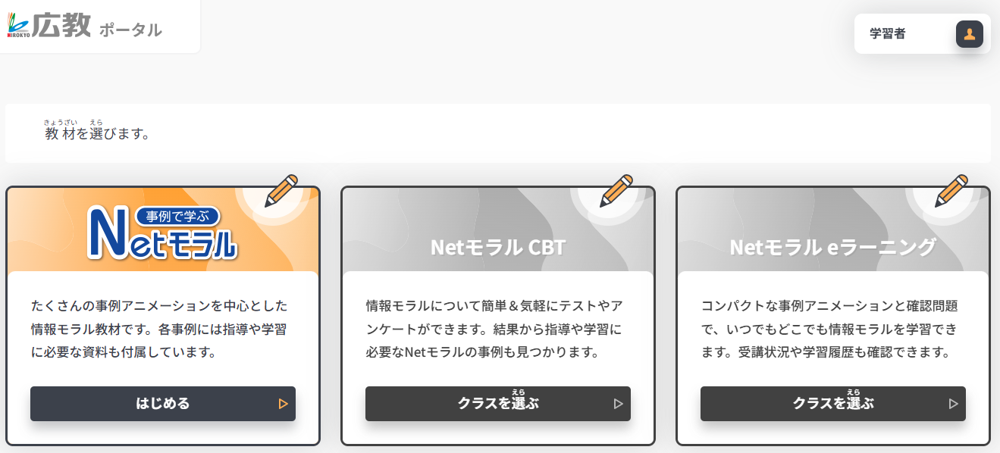 HIROKYO 広教 ポータル
学習者
きょうざい えら
教材を選びます。
事例で学ぶ
Netモラル
たくさんの事例アニメーションを中心とした
情報モラル教材です。各事例には指導や学習
に必要な資料も付属しています。
はじめる
Netモラル CBT
情報モラルについて簡単＆気軽にテストやア
ンケートができます。結果から指導や学習に
必要なNetモラルの事例も見つかります。
えら
クラスを選ぶ
Netモラル eラーニング
コンパクトな事例アニメーションと確認問題
で、いつでもどこでも情報モラルを学習でき
ます。受講状況や学習履歴も確認できます。
えら
クラスを選ぶ